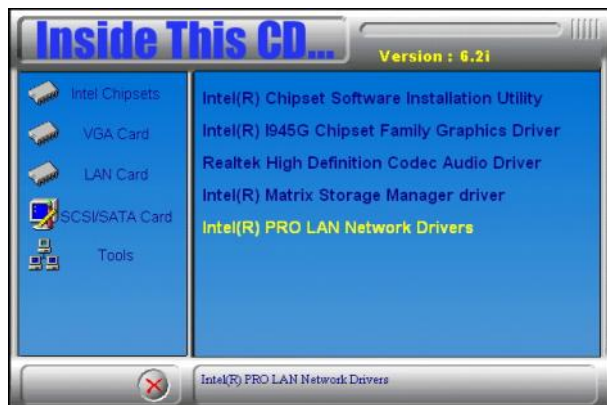 Inside This CD...
Version : 6.2i
Intel Chipsets
VGA Card
LAN Card
SCSI/SATA Card
Tools
Intel(R) Chipset Software Installation Utility
Intel(R) I945G Chipset Family Graphics Driver
Realtek High Definition Codec Audio Driver
Intel(R) Matrix Storage Manager driver
Intel(R) PRO LAN Network Drivers
Intel(R) PRO LAN Network Drivers